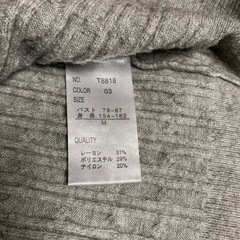 NO. T8818
COLOR 03
SIZE
バスト 79-87
身長 154-162
M
QUALITY
レーヨン 51%
ポリエステル 29%
ナイロン 20%